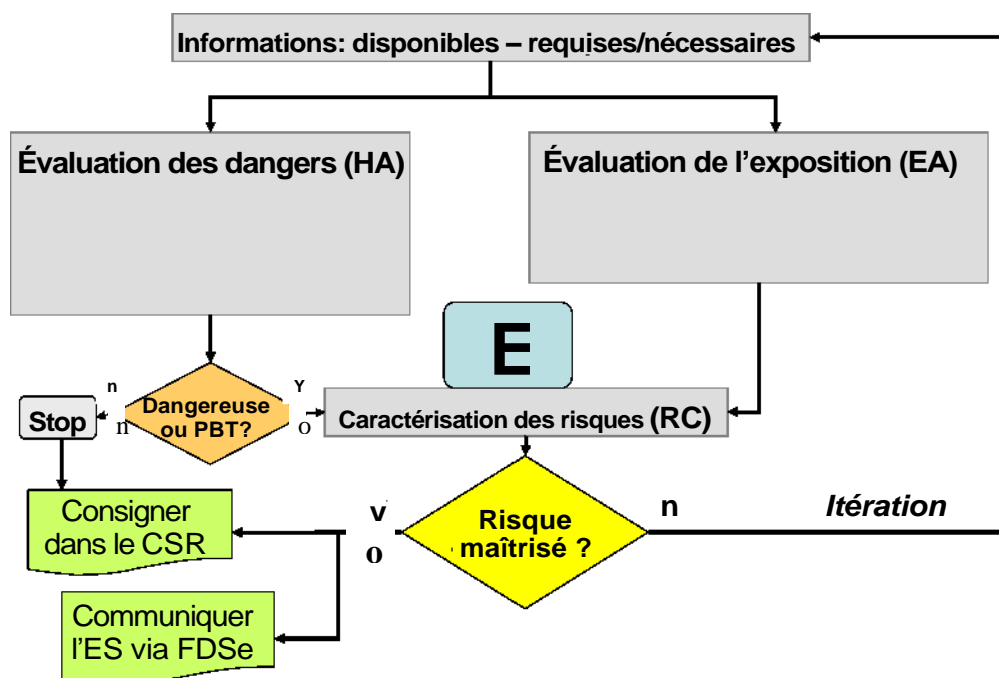 Informations: disponibles – requises/nécessaires
Évaluation des dangers (HA)
Évaluation de l’exposition (EA)
E
Caractérisation des risques (RC)
n
Y
Dangereuse
ou PBT?
n
o
Stop
Consigner
dans le CSR
v
o
Risque
maîtrisé ?
n
Itération
Communiquer
l’ES via FDSe